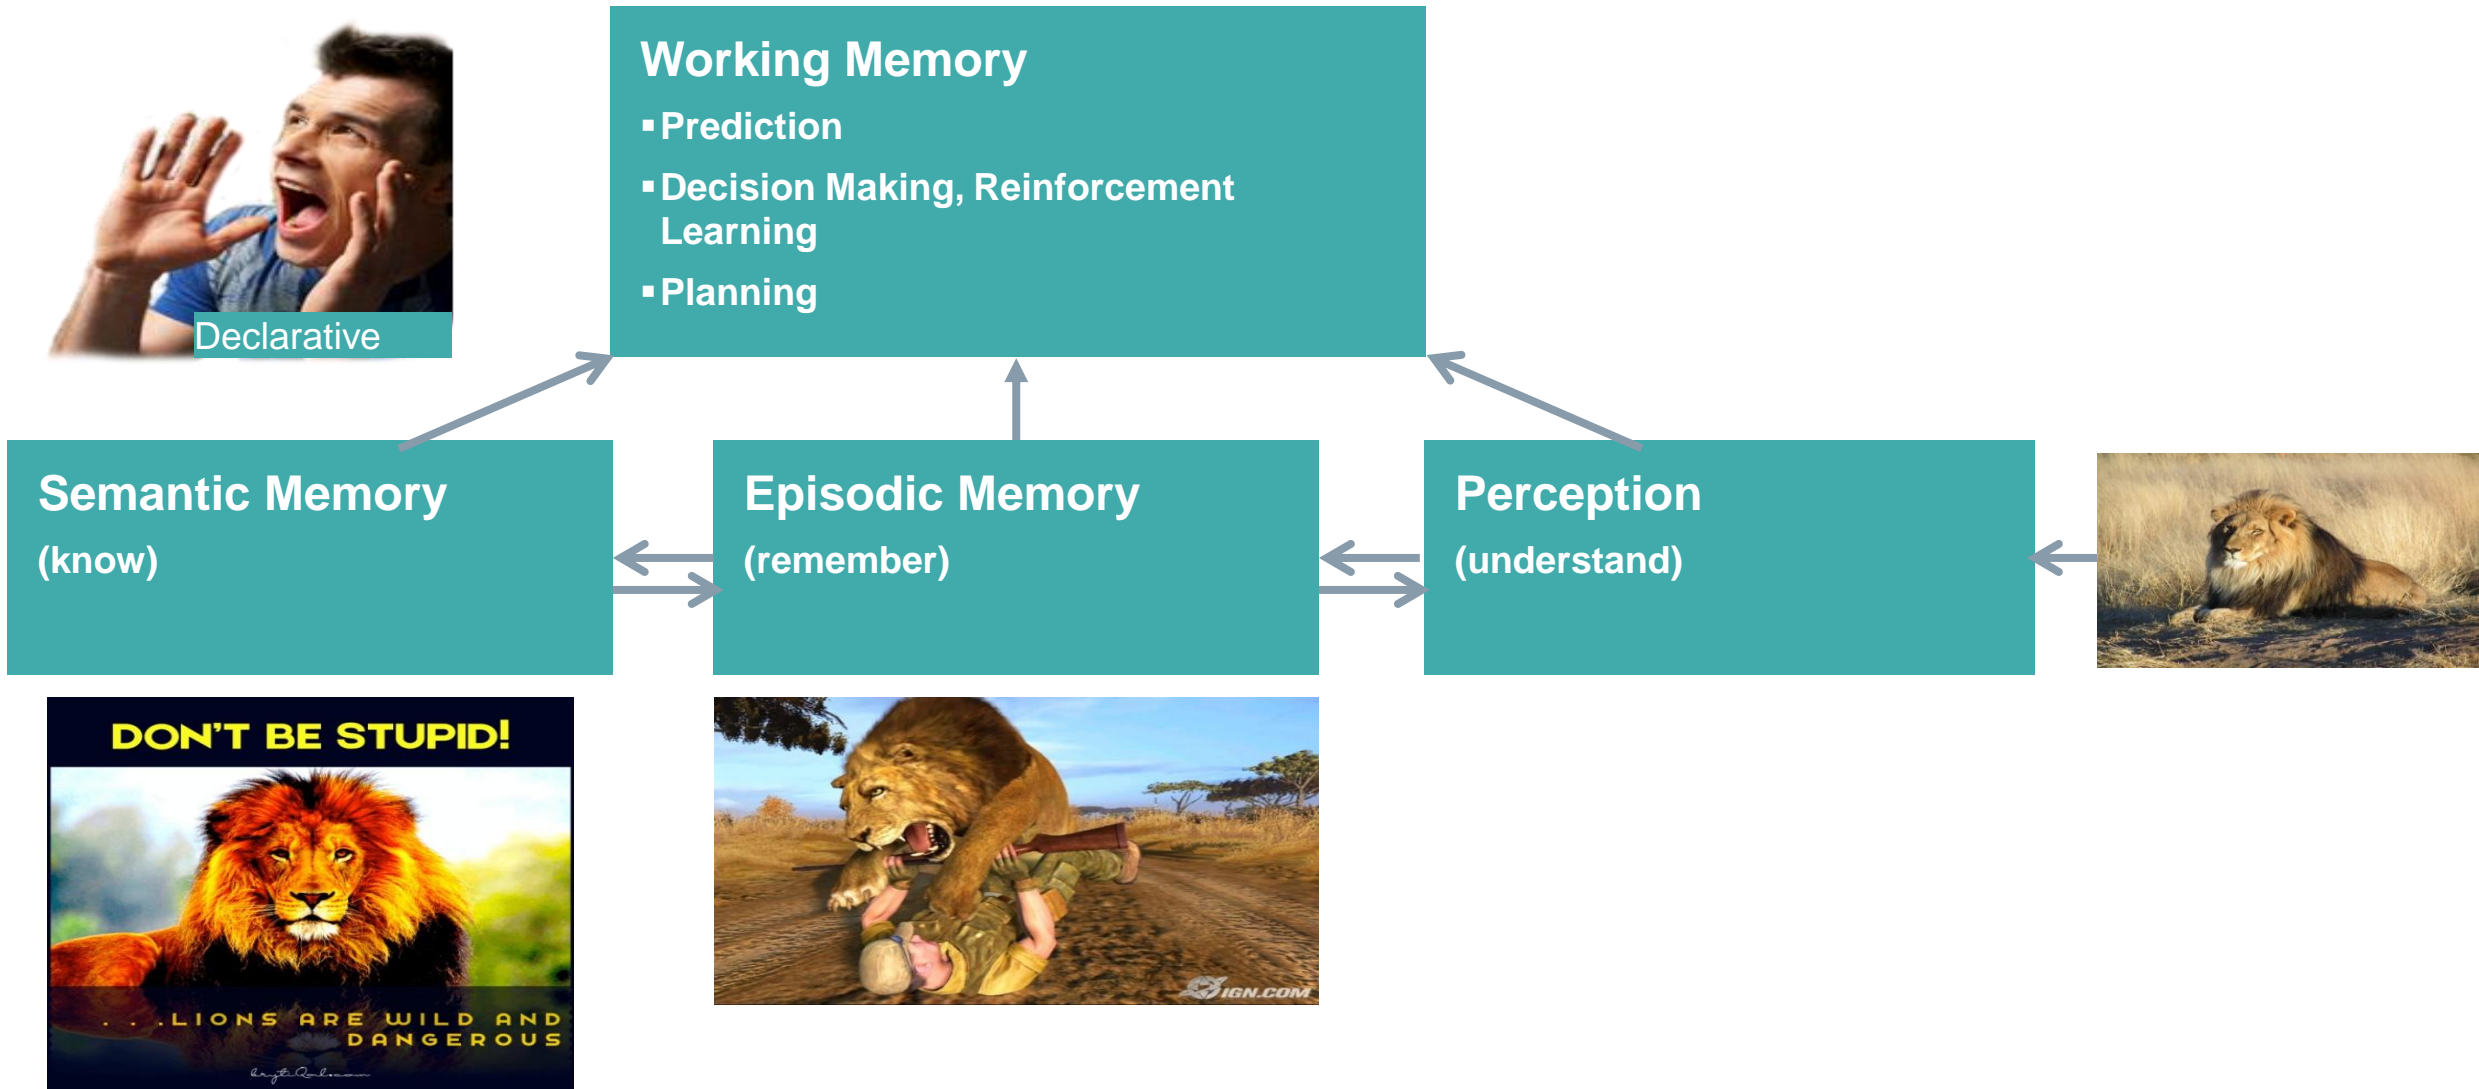 Working Memory
▪Prediction
▪Decision Making, Reinforcement
Learning
▪Planning
Declarative
Semantic Memory
(know)
Episodic Memory
(remember)
Perception
(understand)
DON'T BE STUPID!
. . .LIONS ARE WILD AND
DANGEROUS
IGN.COM